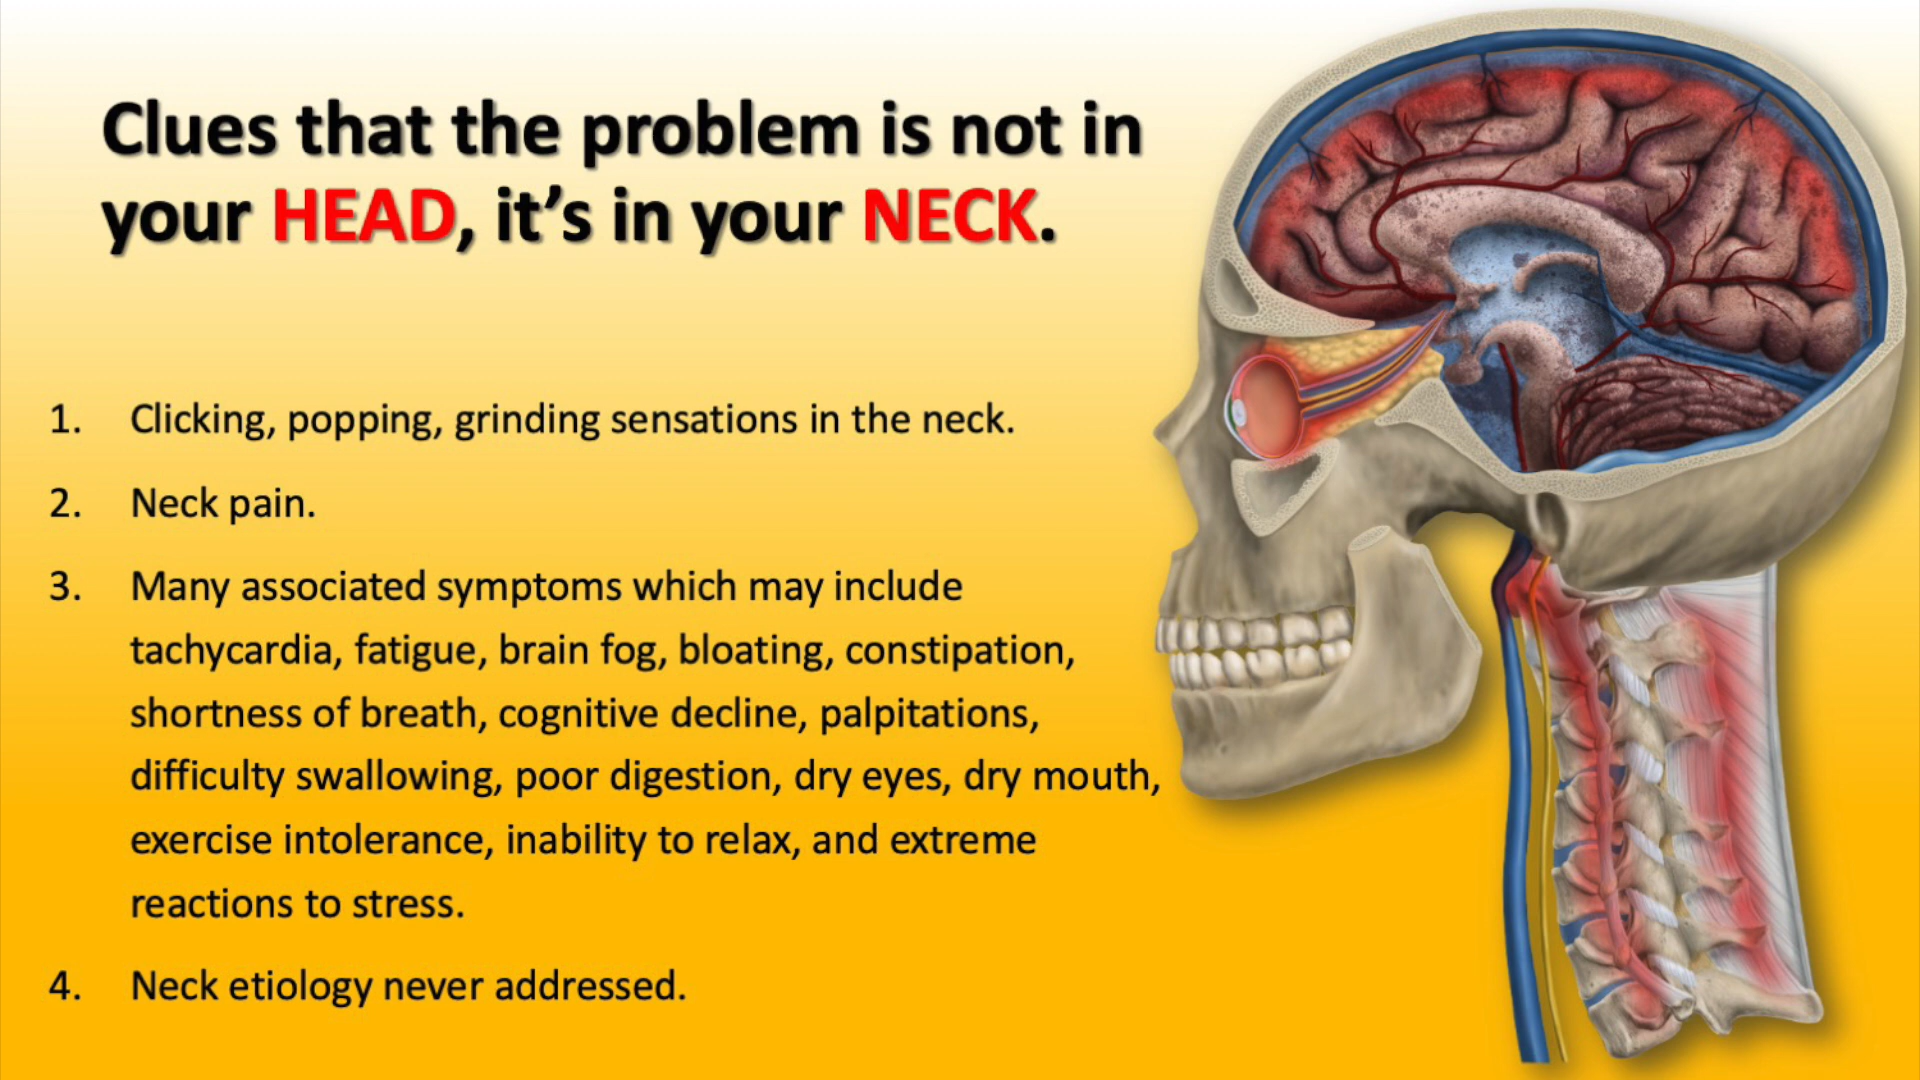 Clues that the problem is not in
your HEAD, it’s in your NECK.
1. Clicking, popping, grinding sensations in the neck.
2. Neck pain.
3. Many associated symptoms which may include
tachycardia, fatigue, brain fog, bloating, constipation,
shortness of breath, cognitive decline, palpitations,
difficulty swallowing, poor digestion, dry eyes, dry mouth,
exercise intolerance, inability to relax, and extreme
reactions to stress.
4. Neck etiology never addressed.